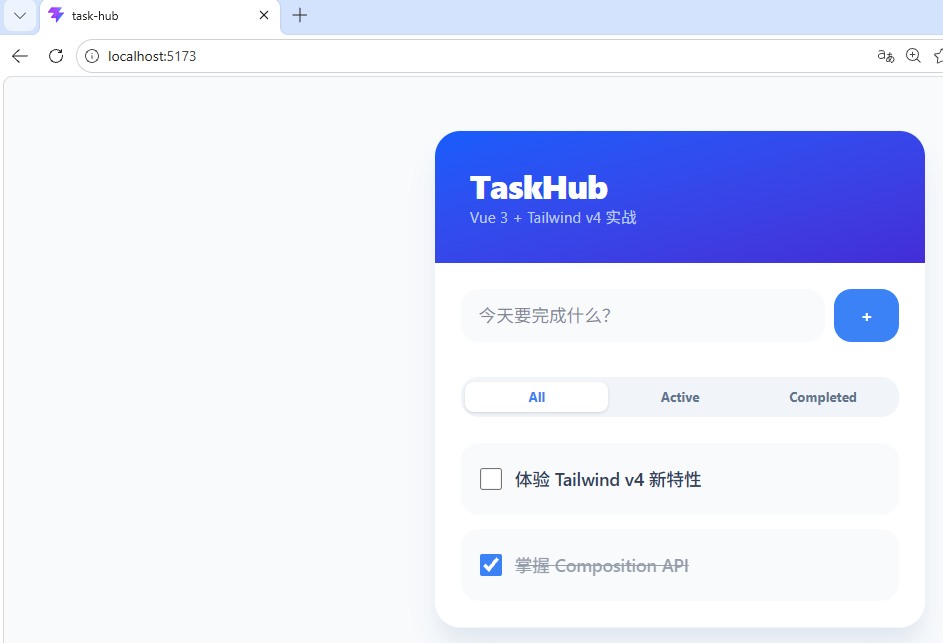 task-hub
localhost:5173
TaskHub
Vue 3 + Tailwind v4 实战
今天要完成什么?
+
All Active Completed
体验 Tailwind v4 新特性
掌握 Composition API